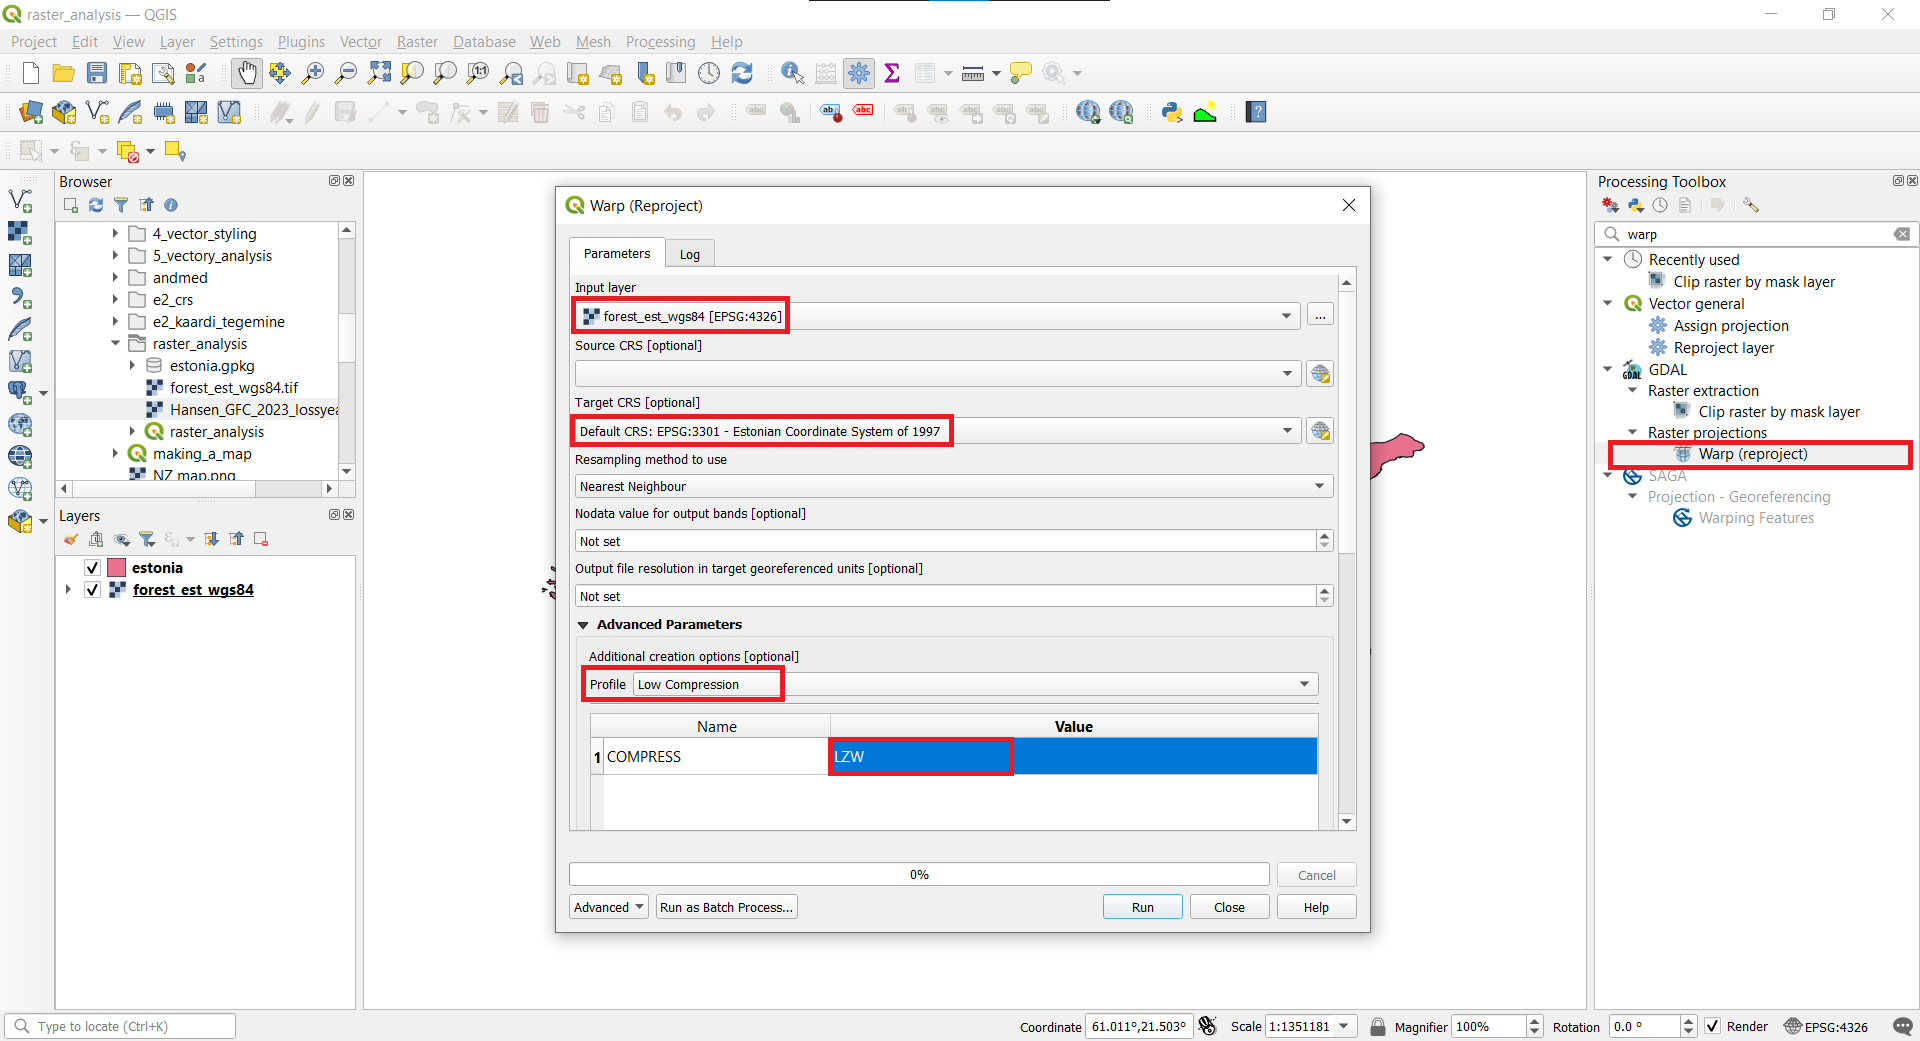 raster_analysis — QGIS
Project Edit View Layer Settings Plugins Vector Raster Database Web Mesh Processing Help
Browser
4_vector_styling
5_vectory_analysis
andmed
e2_crs
e2_kaardi_tegemine
raster_analysis
estonia.gpkg
forest_est_wgs84.tif
Hansen_GFC_2023_lossyea
raster_analysis
making_a_map
NZ map.png
Layers
estonia
forest_est_wgs84
Warp (Reproject)
Parameters Log
Input layer
forest_est_wgs84 [EPSG:4326]
...
Source CRS [optional]
Target CRS [optional]
Default CRS: EPSG:3301 - Estonian Coordinate System of 1997
Resampling method to use
Nearest Neighbour
Nodata value for output bands [optional]
Not set
Output file resolution in target georeferenced units [optional]
Not set
Advanced Parameters
Additional creation options [optional]
Profile Low Compression
Name Value
1 COMPRESS LZW
0%
Cancel
Advanced Run as Batch Process... Run Close Help
Processing Toolbox
warp
Recently used
Clip raster by mask layer
Vector general
Assign projection
Reproject layer
GDAL
Raster extraction
Clip raster by mask layer
Raster projections
Warp (reproject)
SAGA
Projection - Georeferencing
Warping Features
Type to locate (Ctrl+K)
Coordinate 61.011°,21.503° Scale 1:1351181 Magnifier 100% Rotation 0.0 ° Render EPSG:4326